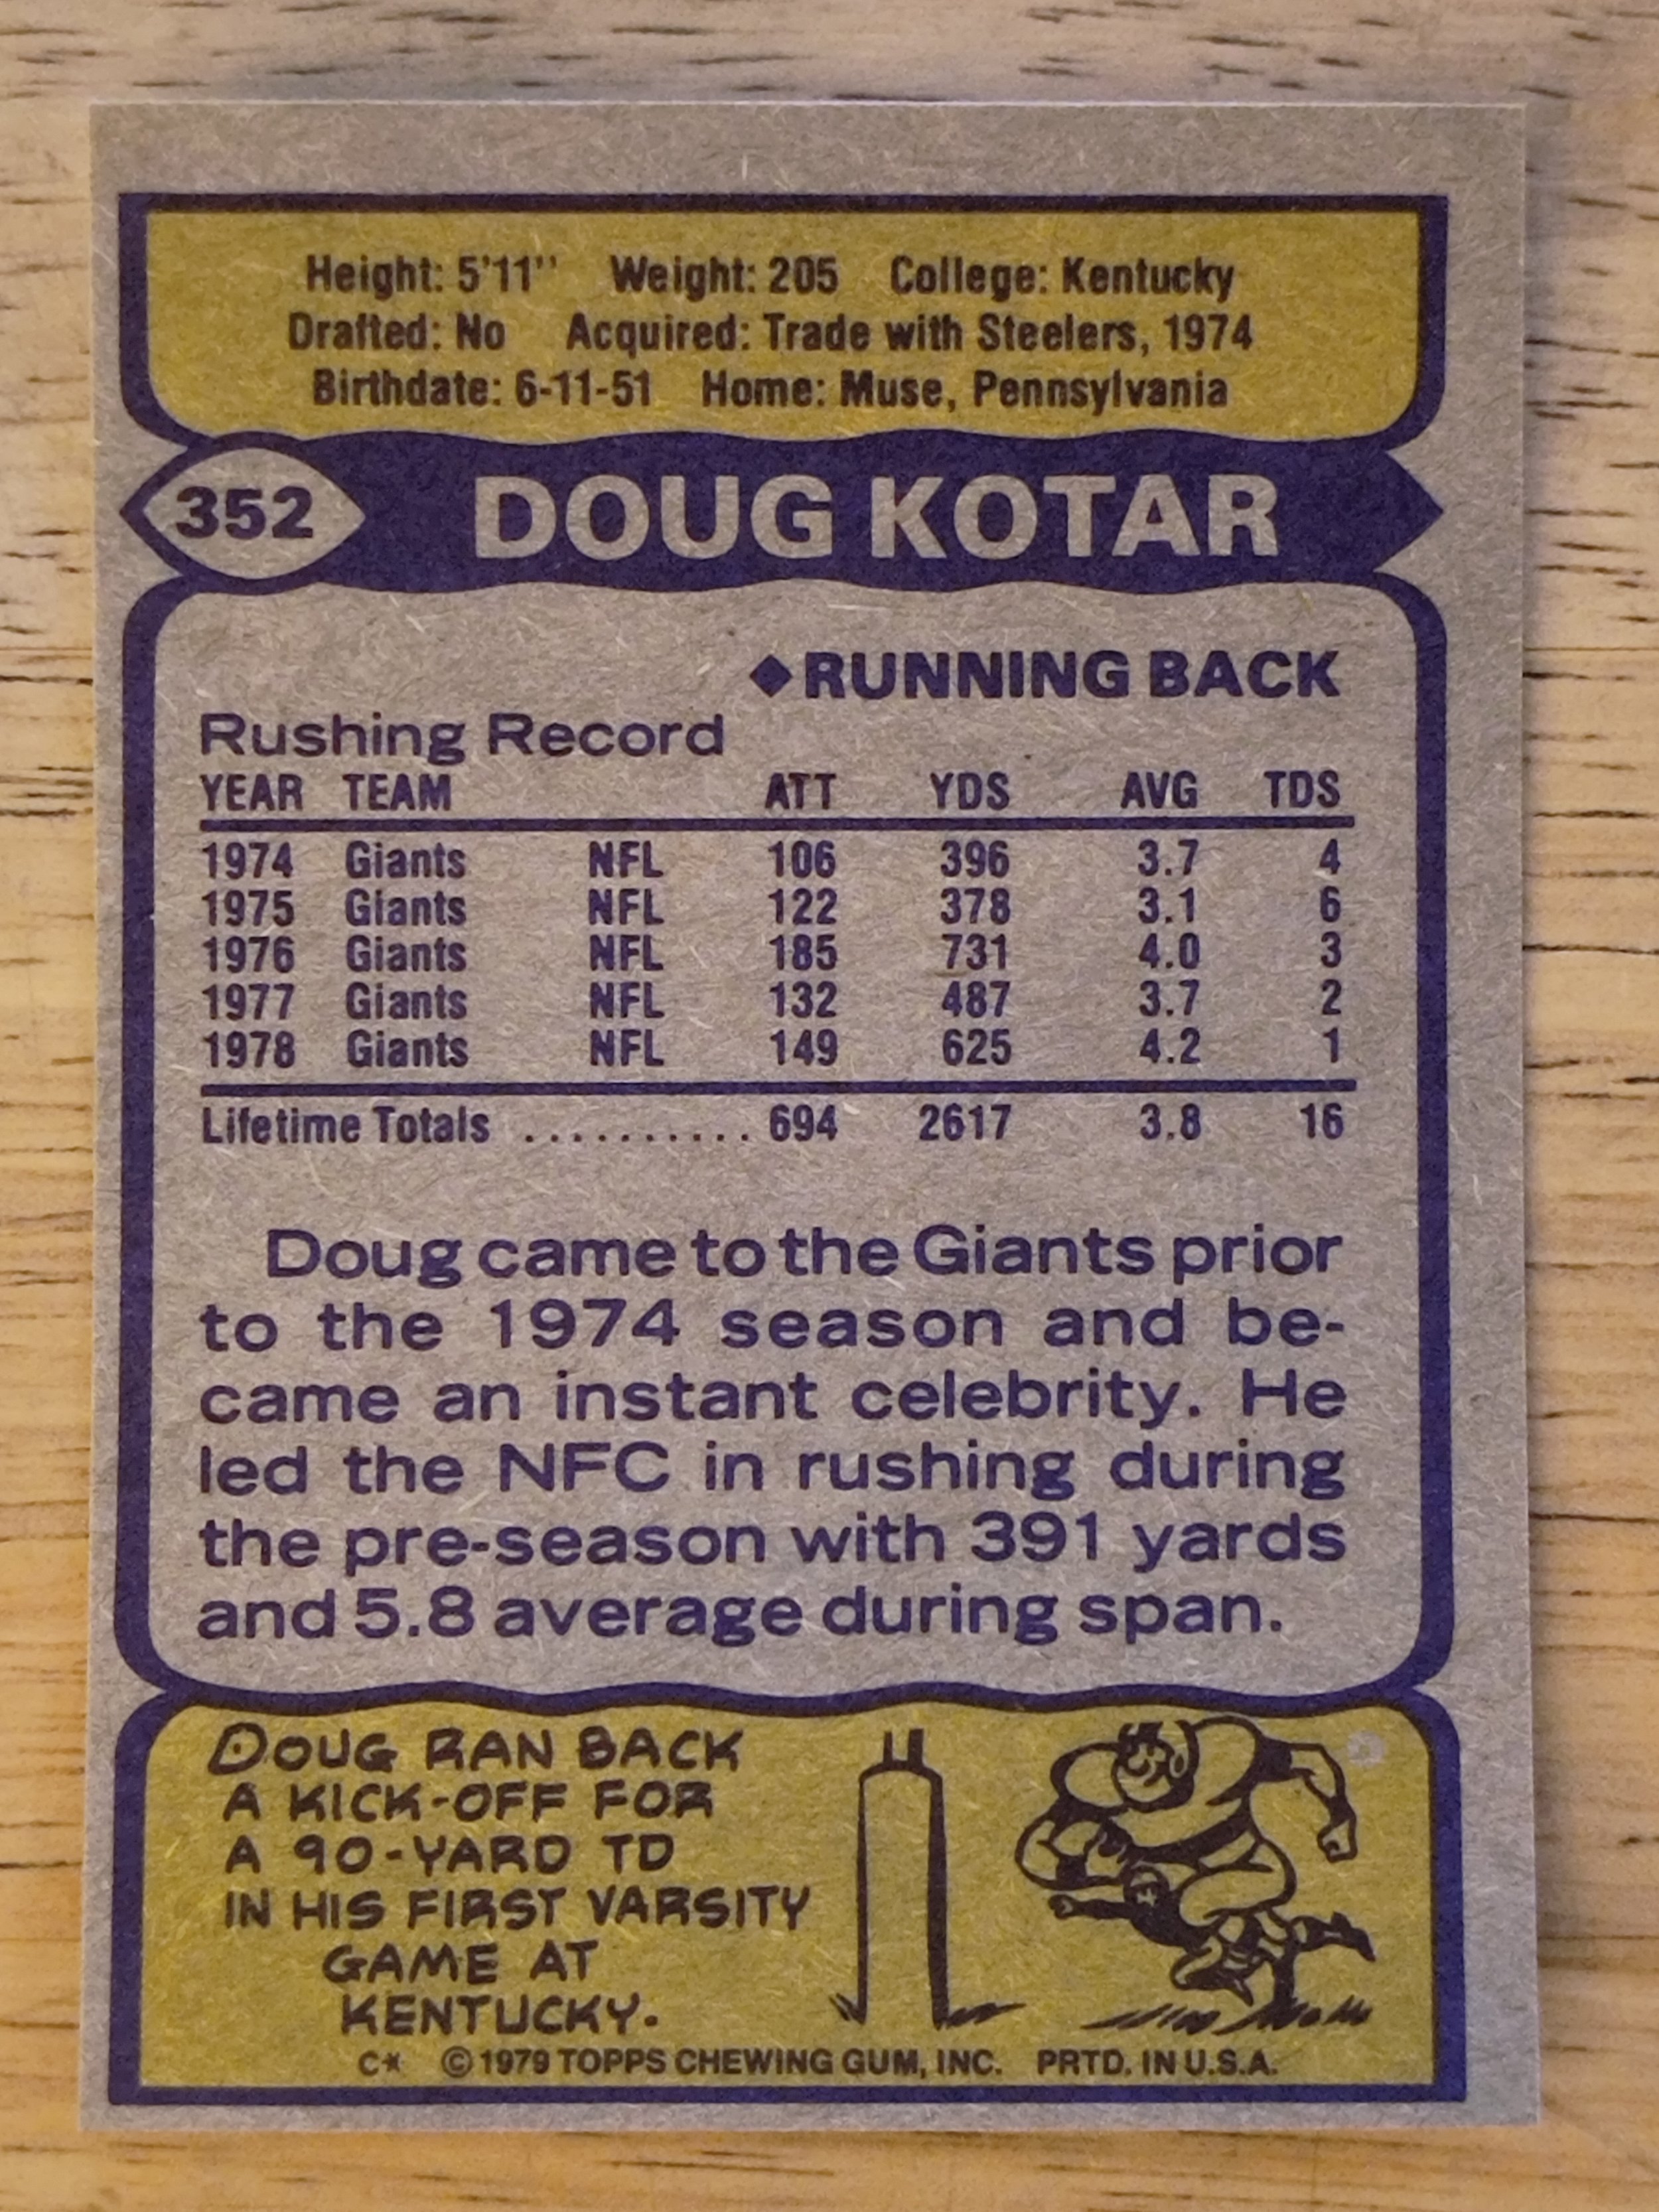 Height: 5'11" Weight: 205 College: Kentucky
Drafted: No Acquired: Trade with Steelers, 1974
Birthdate: 6-11-51 Home: Muse, Pennsylvania
352 DOUG KOTAR
◆RUNNING BACK
Rushing Record
YEAR TEAM ATT YDS AVG TDS
1974 Giants NFL 106 396 3.7 4
1975 Giants NFL 122 378 3.1 6
1976 Giants NFL 185 731 4.0 3
1977 Giants NFL 132 487 3.7 2
1978 Giants NFL 149 625 4.2 1
Lifetime Totals .......... 694 2617 3.8 16
Doug came to the Giants prior
to the 1974 season and be-
came an instant celebrity. He
led the NFC in rushing during
the pre-season with 391 yards
and 5.8 average during span.
DOUG RAN BACK
A KICK-OFF FOR
A 90-YARD TD
IN HIS FIRST VARSITY
GAME AT
KENTUCKY.
C* © 1979 TOPPS CHEWING GUM, INC. PRTD. IN U.S.A.